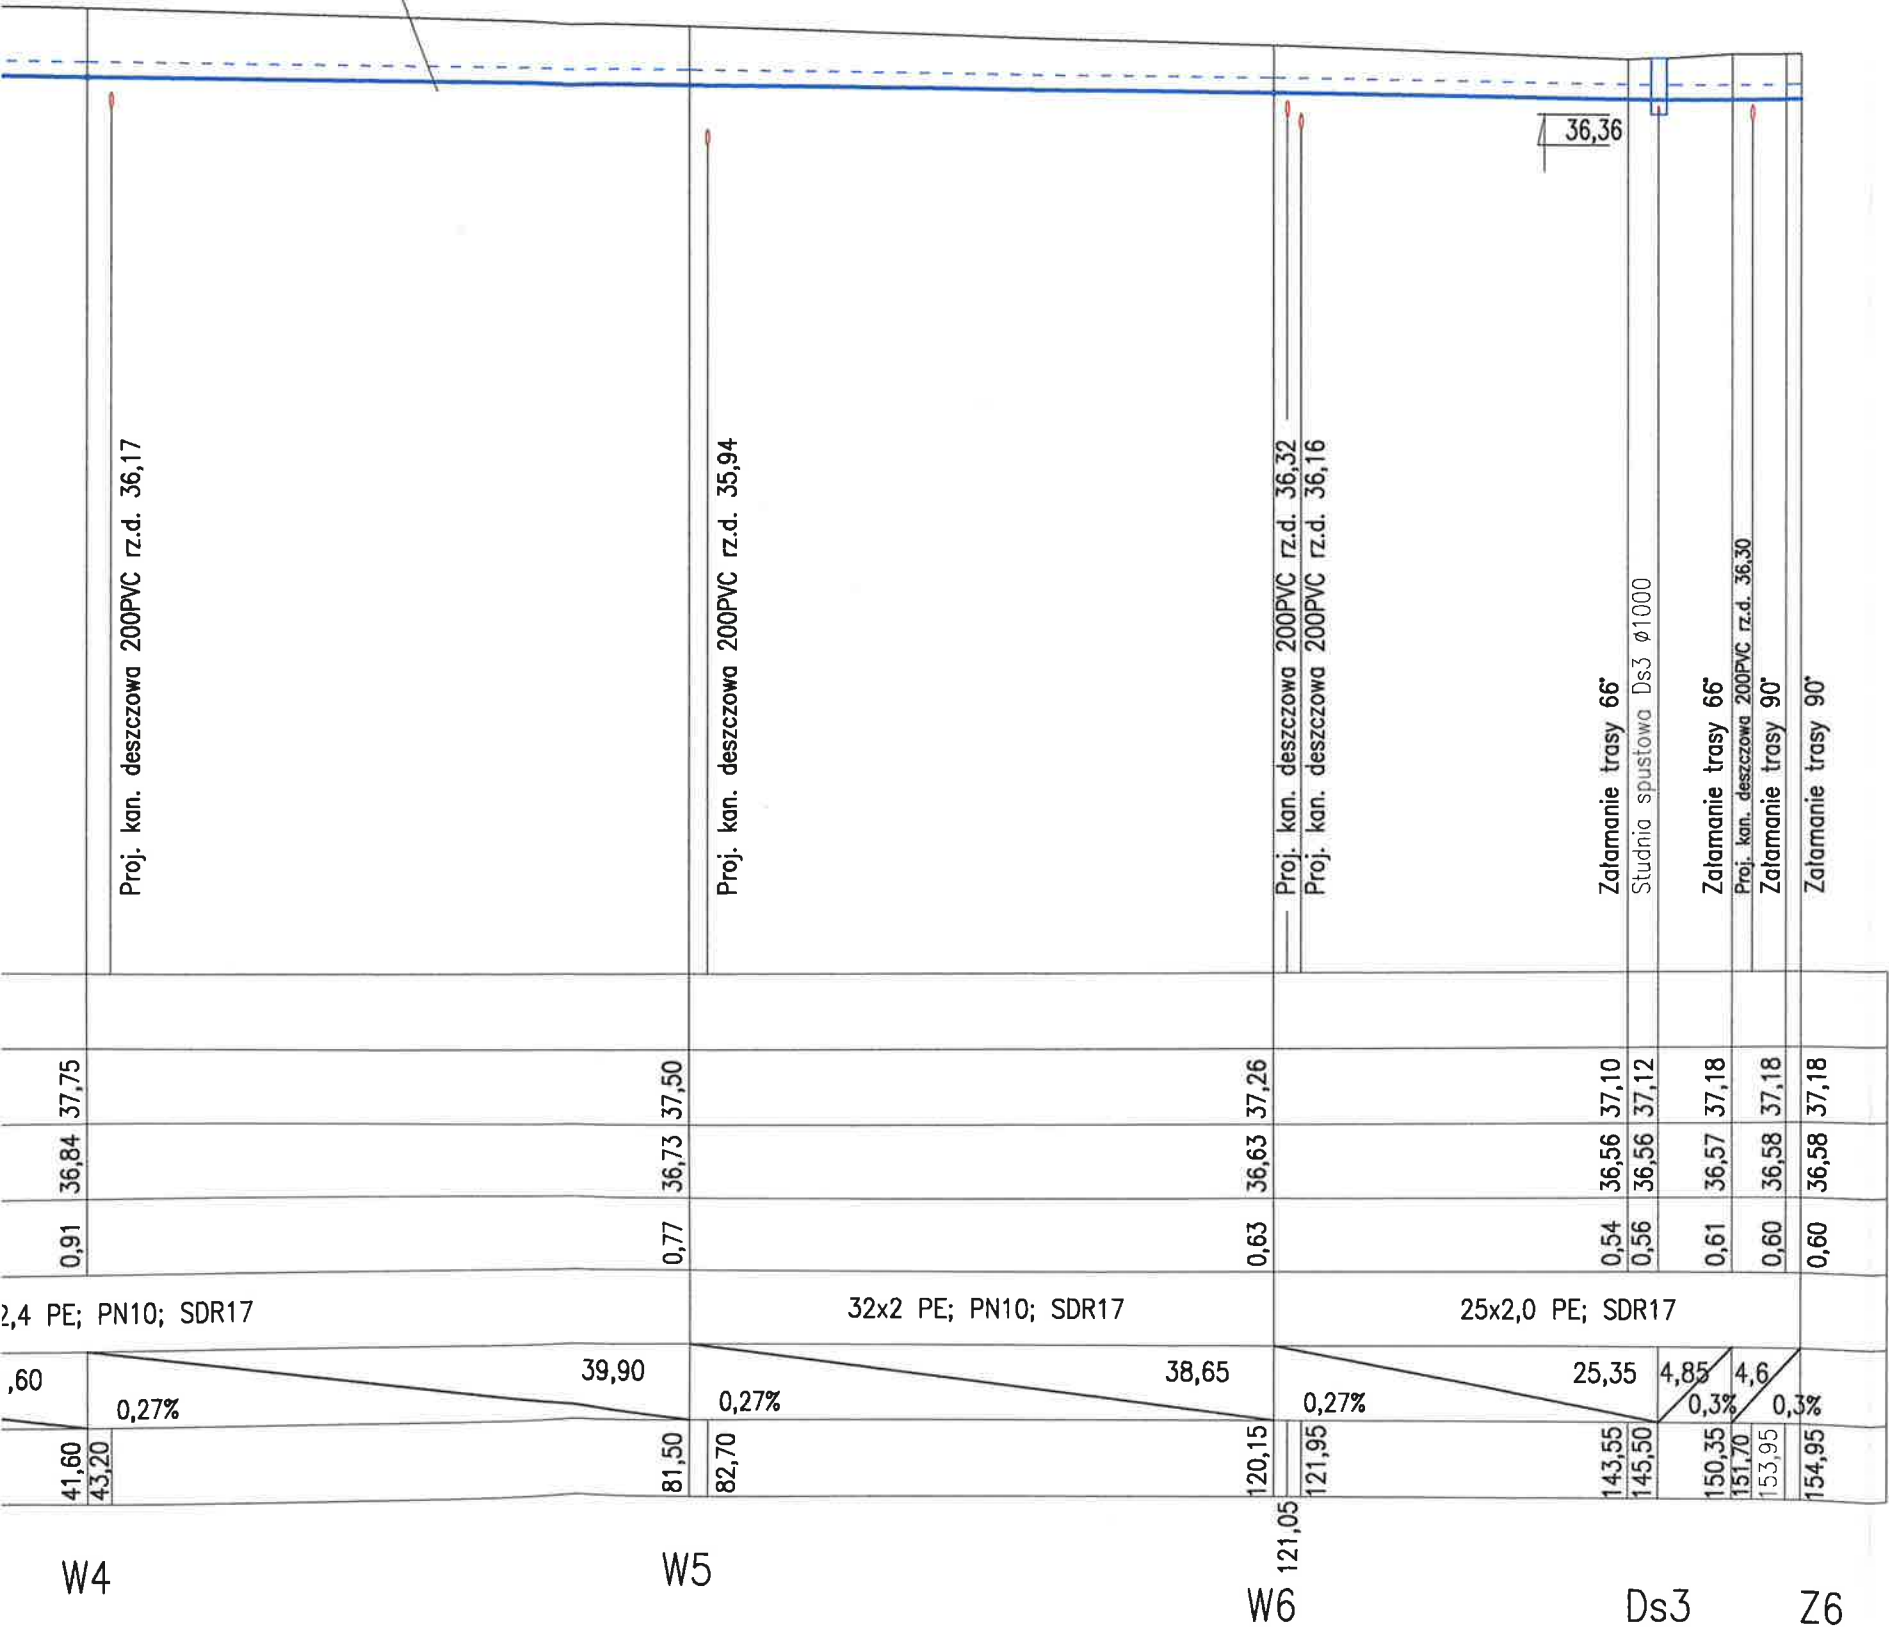 36,36
Proj. kan. deszczowa 200PVC rz.d. 36,17
Proj. kan. deszczowa 200PVC rz.d. 35,94
Proj. kan. deszczowa 200PVC rz.d. 36,32
Proj. kan. deszczowa 200PVC rz.d. 36,16
Załamanie trasy 66°
Studnia spustowa Ds3 ø1000
Załamanie trasy 66°
Proj. kan. deszczowa 200PVC rz.d. 36,30
Załamanie trasy 90°
Załamanie trasy 90°
37,75
37,50
37,26
37,10
37,12
37,18
37,18
37,18
36,84
36,73
36,63
36,56
36,56
36,57
36,58
36,58
0,91
0,77
0,63
0,54
0,56
0,61
0,60
0,60
2,4 PE; PN10; SDR17
32x2 PE; PN10; SDR17
25x2,0 PE; SDR17
,60
39,90
38,65
25,35
4,85
4,6
0,27%
0,27%
0,27%
0,3%
0,3%
41,60
43,20
81,50
82,70
120,15
121,05
121,95
143,55
145,50
150,35
151,70
153,95
154,95
W4
W5
W6
Ds3
Z6